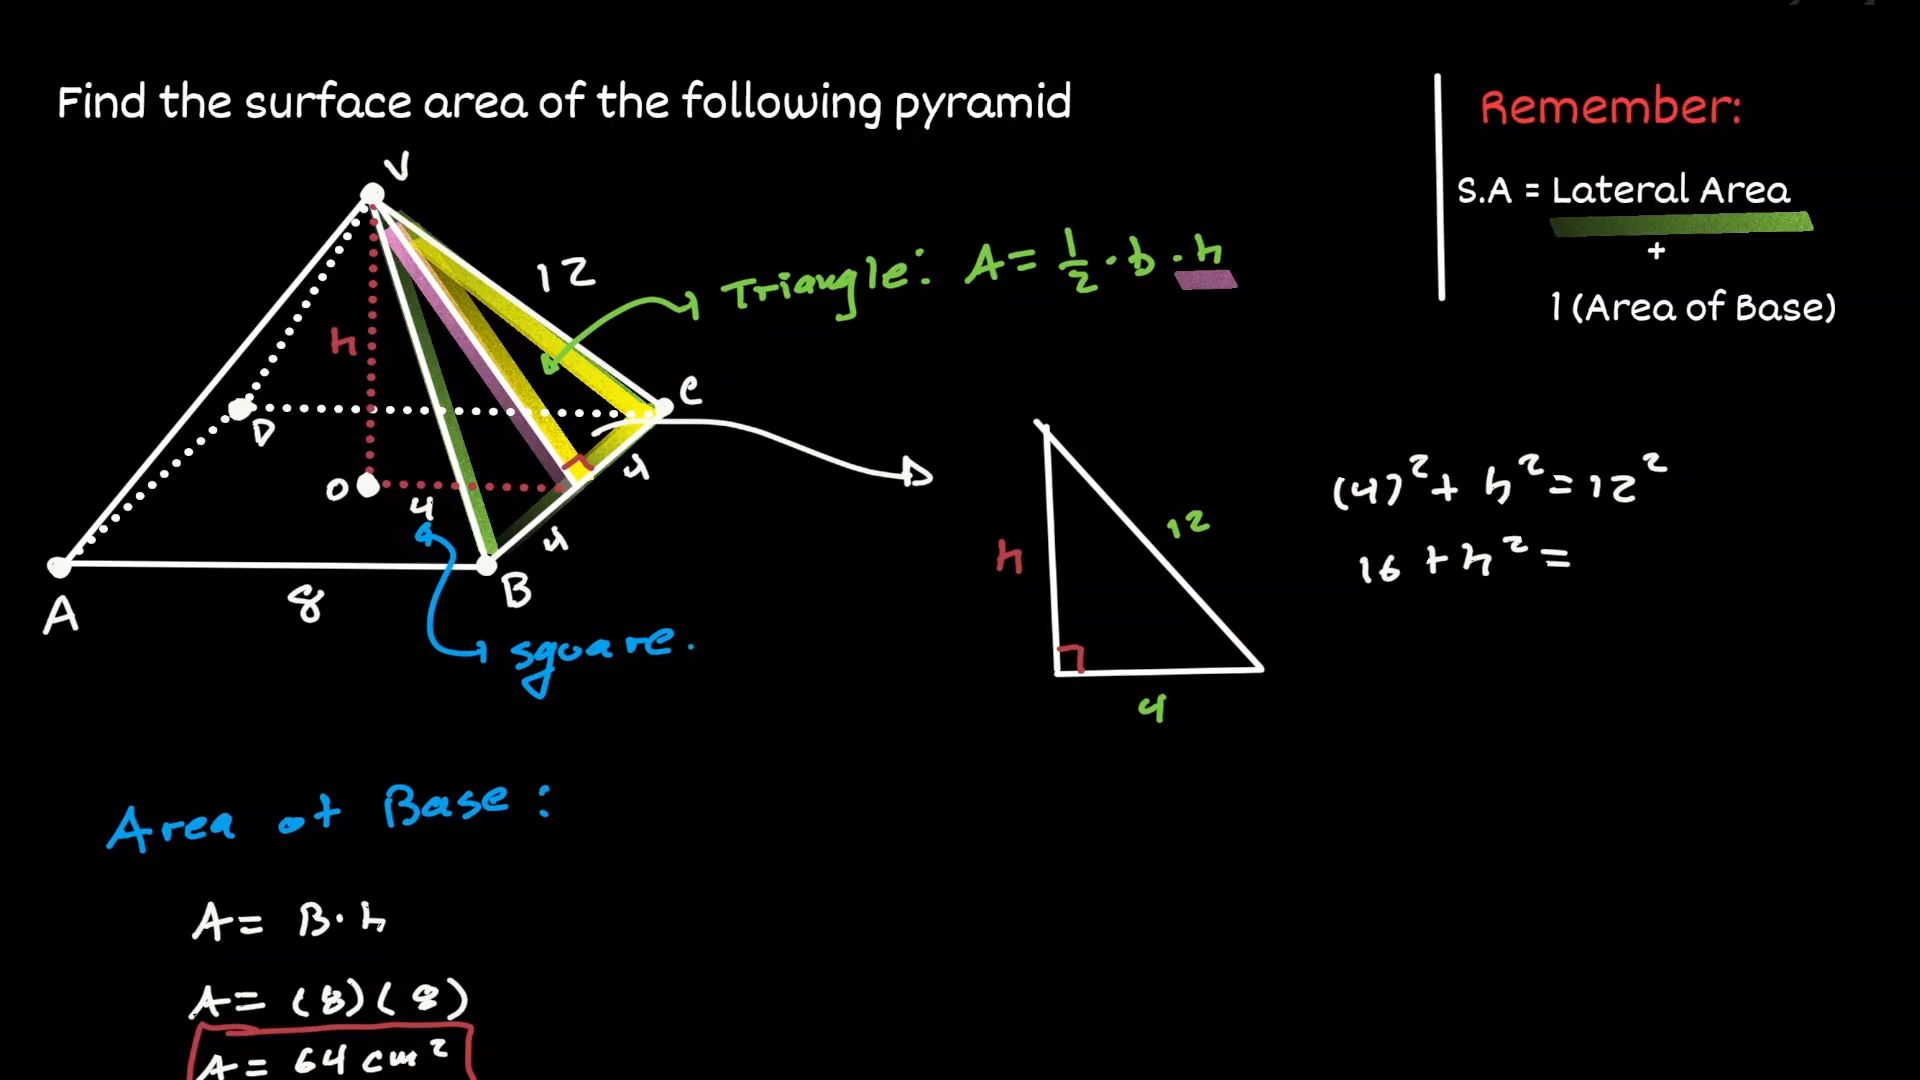 Find the surface area of the following pyramid
Remember:
S.A = Lateral Area
+
1 (Area of Base)
V
12
Triangle: A = 1/2 · b · h
h
C
D
O
4
4
4
A
8
B
square.
h
12
4
(4)² + h² = 12²
16 + h² =
Area of Base:
A = B · h
A = (8)(8)
A = 64 cm²